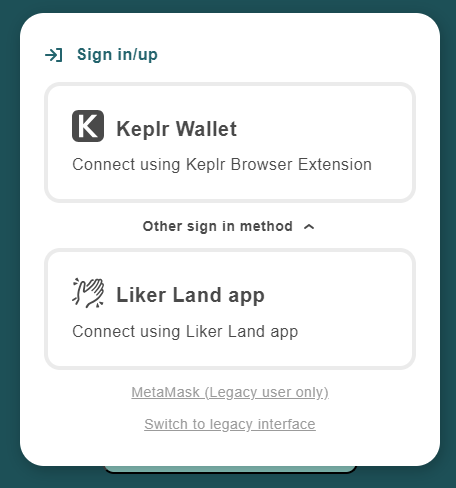 Sign in/up
Keplr Wallet
Connect using Keplr Browser Extension
Other sign in method
Liker Land app
Connect using Liker Land app
MetaMask (Legacy user only)
Switch to legacy interface